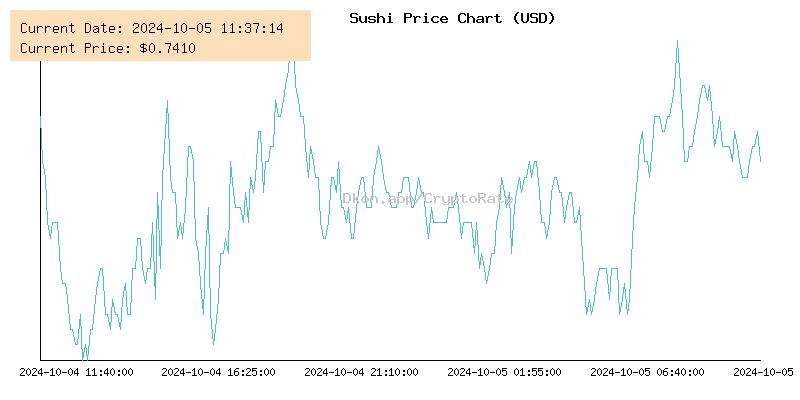 Sushi Price Chart (USD)
Current Date: 2024-10-05 11:37:14
Current Price: $0.7410
Dkon.app/CryptoRate
2024-10-04 11:40:00 2024-10-04 16:25:00 2024-10-04 21:10:00 2024-10-05 01:55:00 2024-10-05 06:40:00 2024-10-05